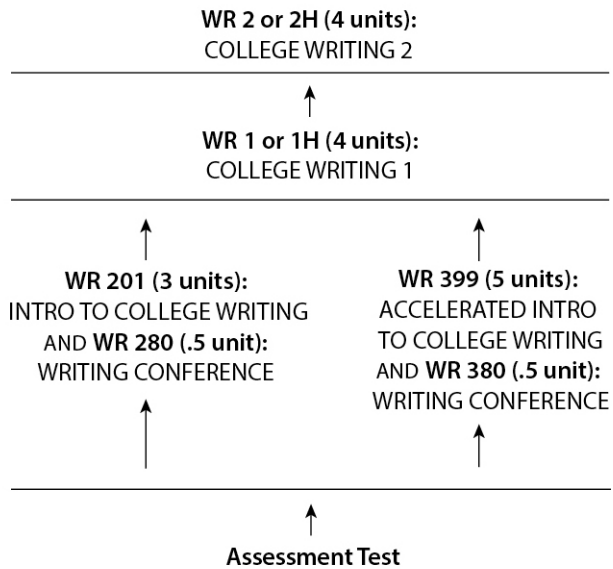 WR 2 or 2H (4 units):
COLLEGE WRITING 2
WR 1 or 1H (4 units):
COLLEGE WRITING 1
WR 201 (3 units):
INTRO TO COLLEGE WRITING
AND WR 280 (.5 unit):
WRITING CONFERENCE
WR 399 (5 units):
ACCELERATED INTRO
TO COLLEGE WRITING
AND WR 380 (.5 unit):
WRITING CONFERENCE
Assessment Test